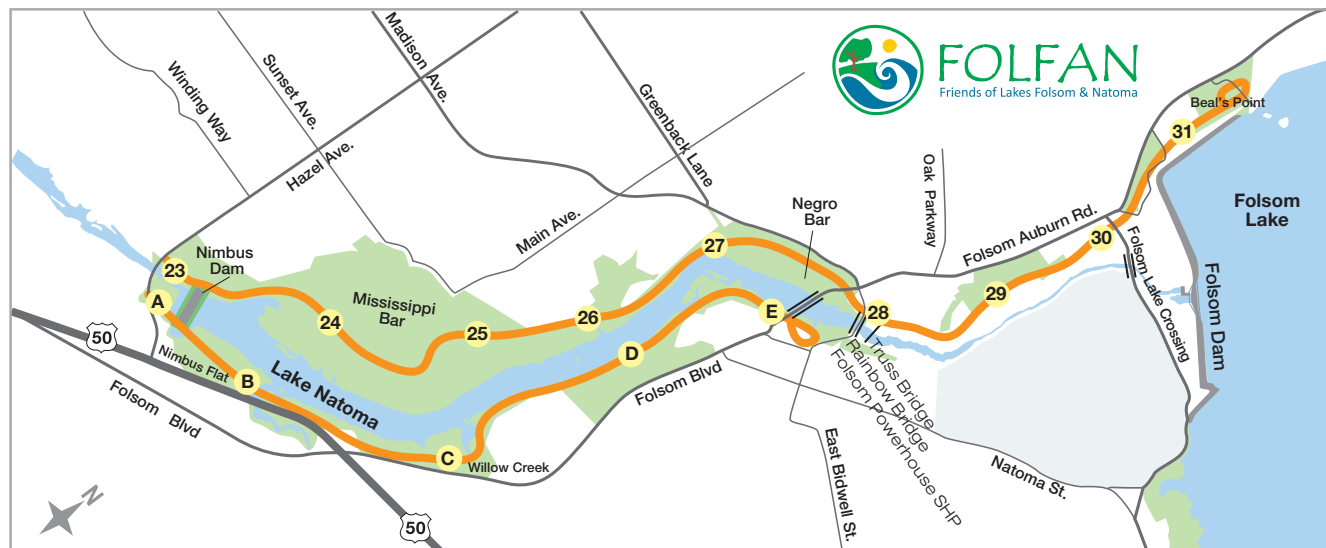 FOLFAN
Friends of Lakes Folsom & Natoma
Winding Way
Sunset Ave.
Madison Ave.
Greenback Lane
Hazel Ave.
Main Ave.
Oak Parkway
Folsom Auburn Rd.
Beal's Point
31
Folsom
Lake
Negro
Bar
27
30
Folsom Lake Crossing
Folsom Dam
Nimbus
Dam
23
A
Mississippi
Bar
24
25
26
E
28
29
D
50
Nimbus Flat
B
Lake Natoma
Folsom Blvd
Folsom Blvd
Truss Bridge
Rainbow Bridge
Folsom Powerhouse SHP
C
Willow Creek
East Bidwell St.
Natoma St.
N
50